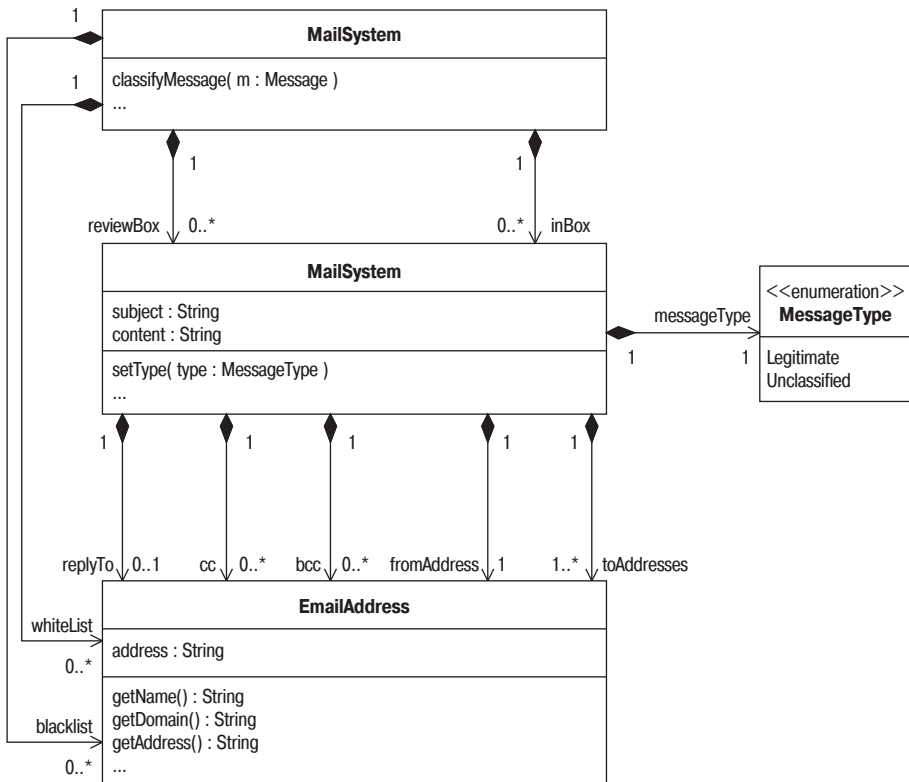 1
MailSystem
1
classifyMessage( m : Message )
...
1
1
reviewBox
0..*
0..*
inBox
MailSystem
subject : String
content : String
setType( type : MessageType )
...
messageType
1
1
<<enumeration>>
MessageType
Legitimate
Unclassified
1
1
1
1
1
replyTo
0..1
cc
0..*
bcc
0..*
fromAddress
1
1..*
toAddresses
EmailAddress
whiteList
0..*
address : String
getName() : String
getDomain() : String
getAddress() : String
...
blacklist
0..*